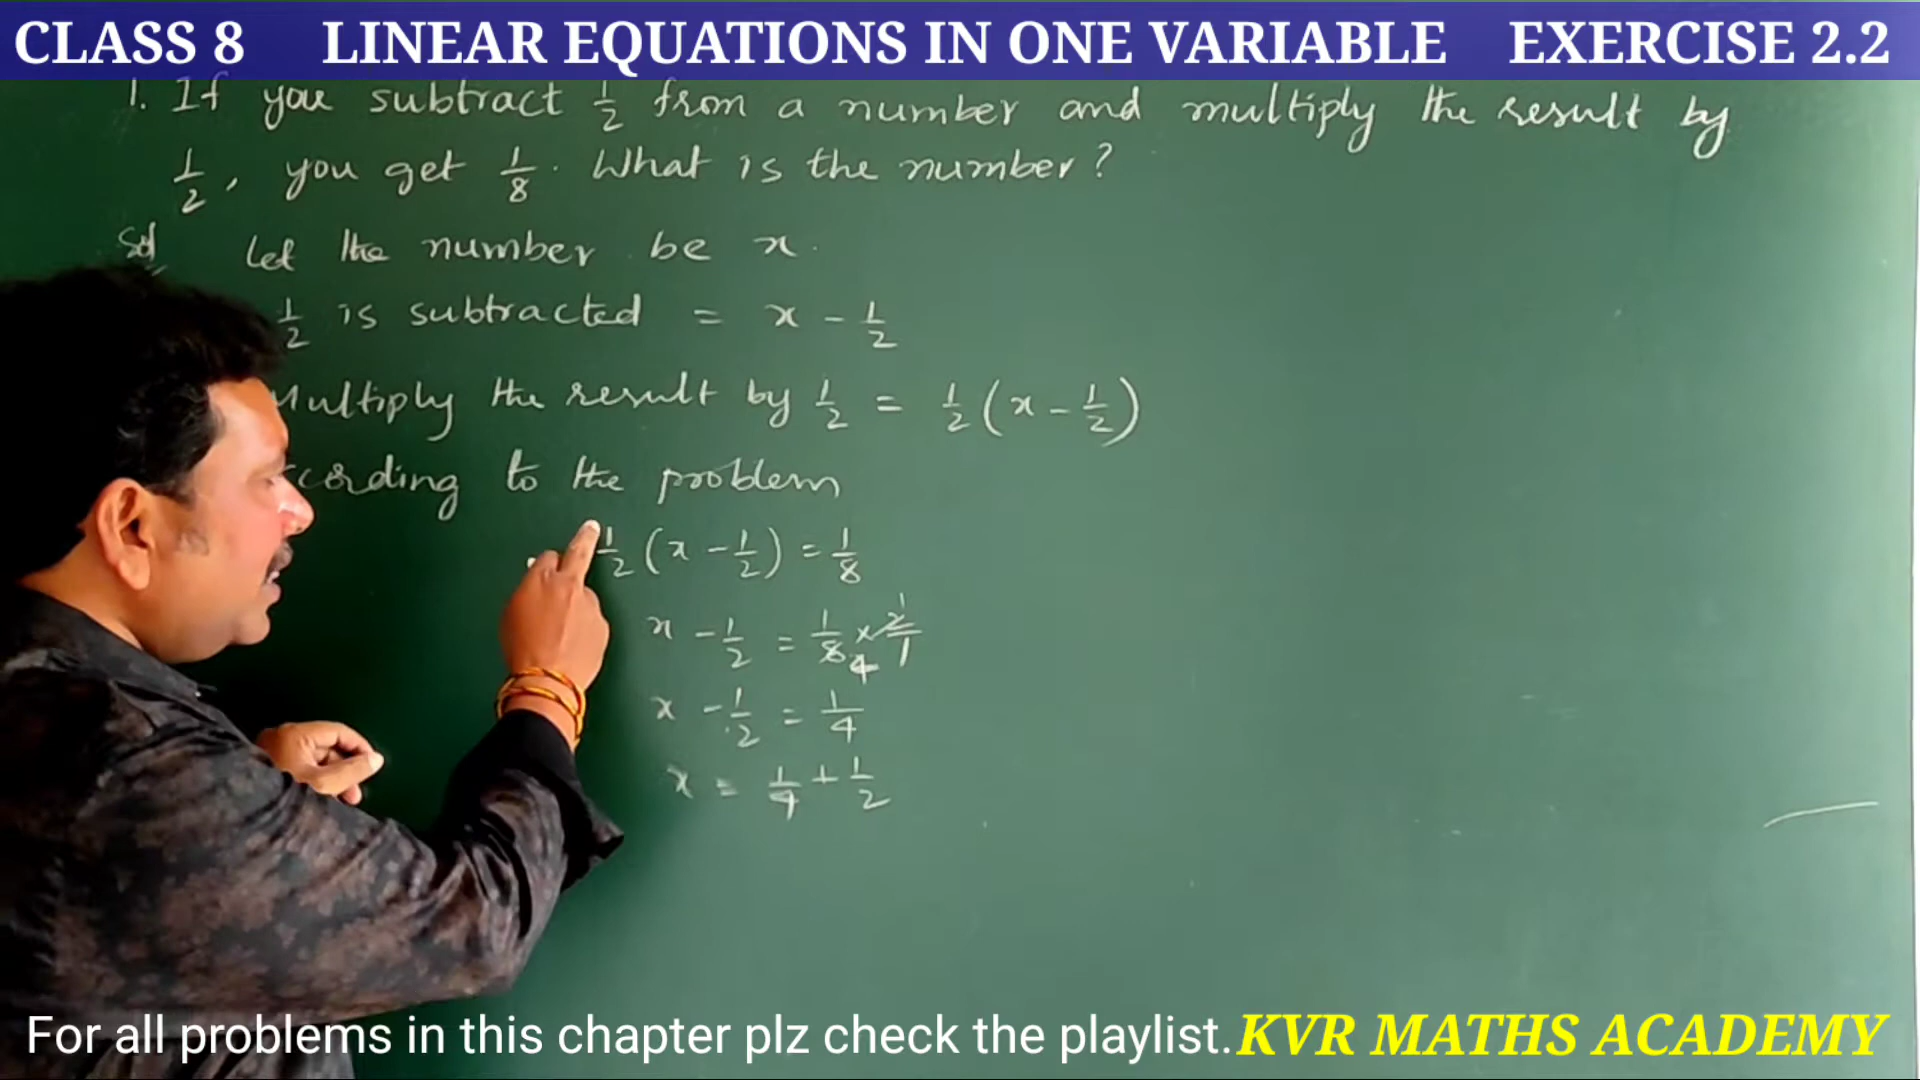 CLASS 8 LINEAR EQUATIONS IN ONE VARIABLE EXERCISE 2.2
1. If you subtract 1/2 from a number and multiply the result by
1/2, you get 1/8. What is the number?
Sol Let the number be x.
1/2 is subtracted = x - 1/2
Multiply the result by 1/2 = 1/2 (x - 1/2)
ccording to the problem
1/2 (x - 1/2) = 1/8
x - 1/2 = 1/8 4 × 2/1 1
x - 1/2 = 1/4
x = 1/4 + 1/2
For all problems in this chapter plz check the playlist. KVR MATHS ACADEMY